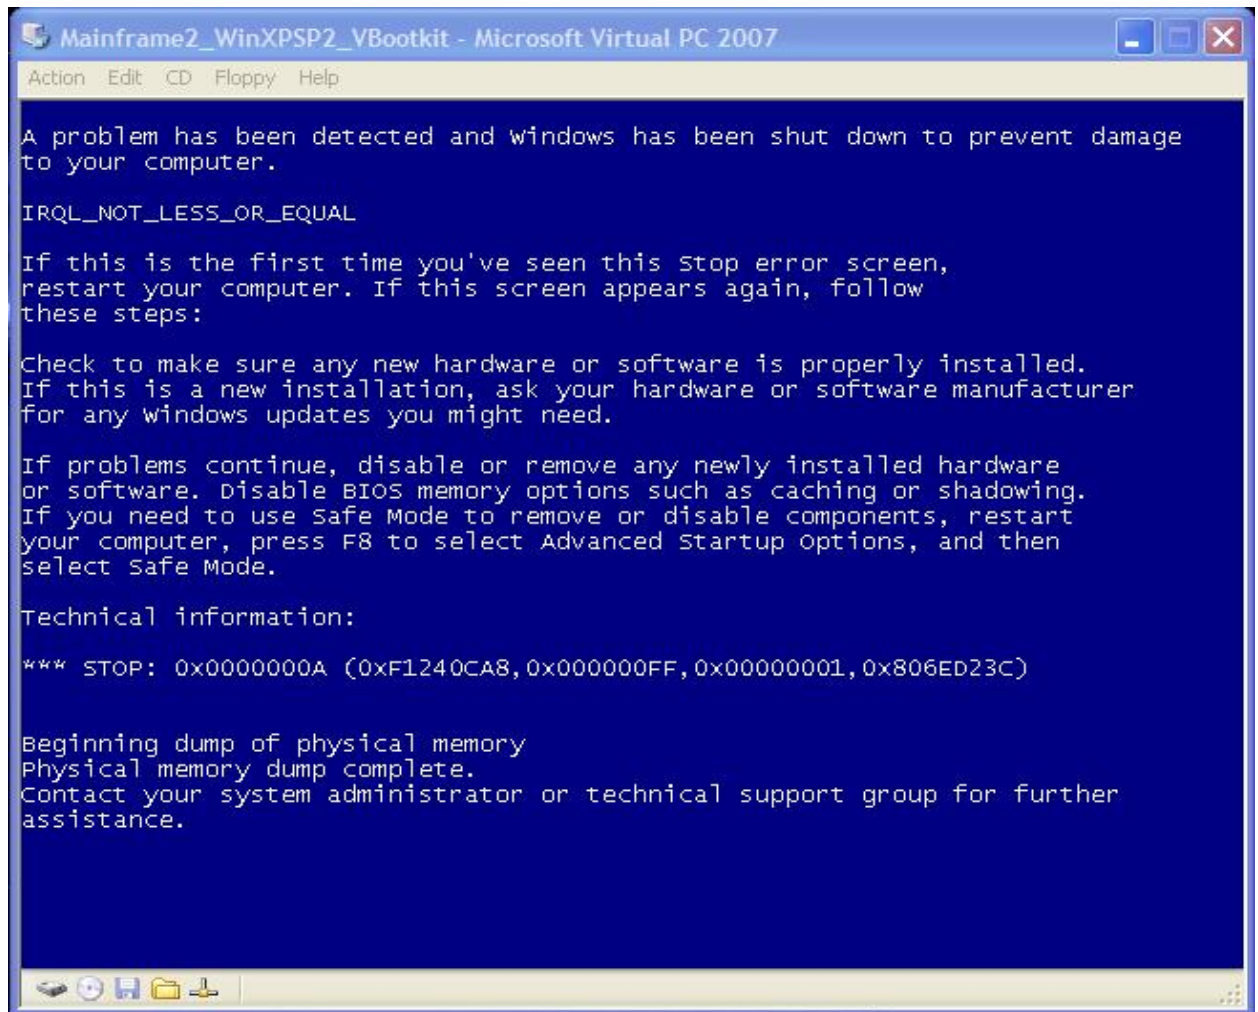 Mainframe2_WinXPSP2_VBootkit - Microsoft Virtual PC 2007
Action Edit CD Floppy Help
A problem has been detected and Windows has been shut down to prevent damage
to your computer.
IRQL_NOT_LESS_OR_EQUAL
If this is the first time you've seen this Stop error screen,
restart your computer. If this screen appears again, follow
these steps:
Check to make sure any new hardware or software is properly installed.
If this is a new installation, ask your hardware or software manufacturer
for any Windows updates you might need.
If problems continue, disable or remove any newly installed hardware
or software. Disable BIOS memory options such as caching or shadowing.
If you need to use Safe Mode to remove or disable components, restart
your computer, press F8 to select Advanced Startup Options, and then
select Safe Mode.
Technical information:
*** STOP: 0x0000000A (0xF1240CA8,0x000000FF,0x00000001,0x806ED23C)
Beginning dump of physical memory
Physical memory dump complete.
Contact your system administrator or technical support group for further
assistance.